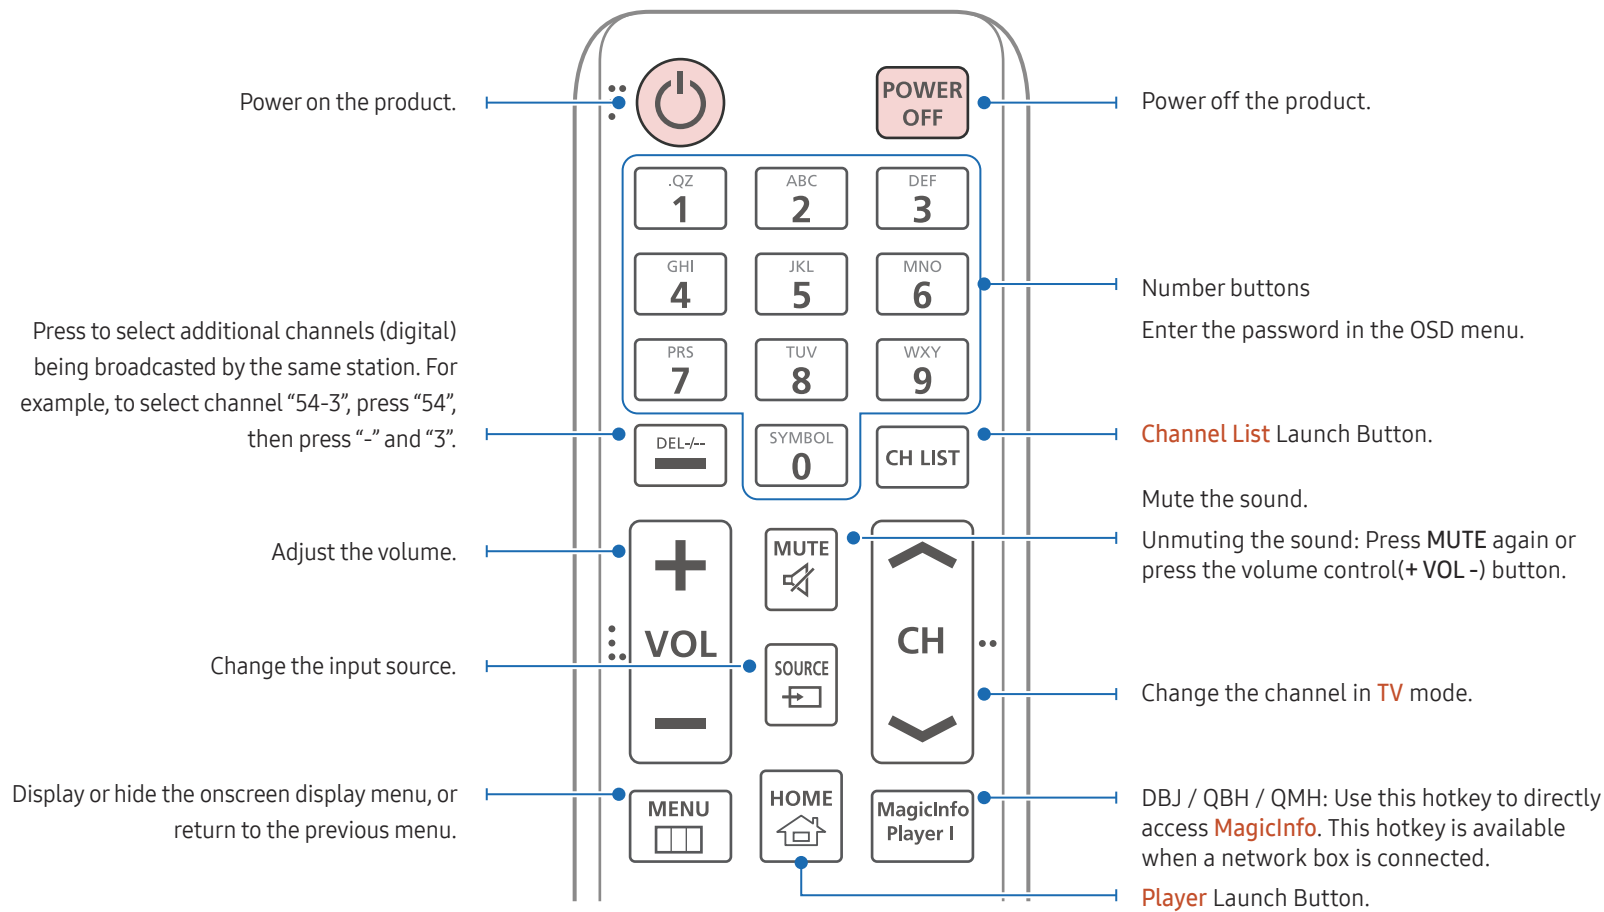 Power on the product.
POWER
OFF
Power off the product.
.QZ
1
ABC
2
DEF
3
GHI
4
JKL
5
MNO
6
Number buttons
Enter the password in the OSD menu.
PRS
7
TUV
8
WXY
9
Press to select additional channels (digital)
being broadcasted by the same station. For
example, to select channel “54-3”, press “54”,
then press “-” and “3”.
DEL-/--
SYMBOL
0
CH LIST
Channel List Launch Button.
Adjust the volume.
VOL
MUTE
Mute the sound.
Unmuting the sound: Press MUTE again or
press the volume control(+ VOL -) button.
Change the input source.
SOURCE
CH
Change the channel in TV mode.
Display or hide the onscreen display menu, or
return to the previous menu.
MENU
HOME
MagicInfo
Player I
DBJ / QBH / QMH: Use this hotkey to directly
access MagicInfo. This hotkey is available
when a network box is connected.
Player Launch Button.